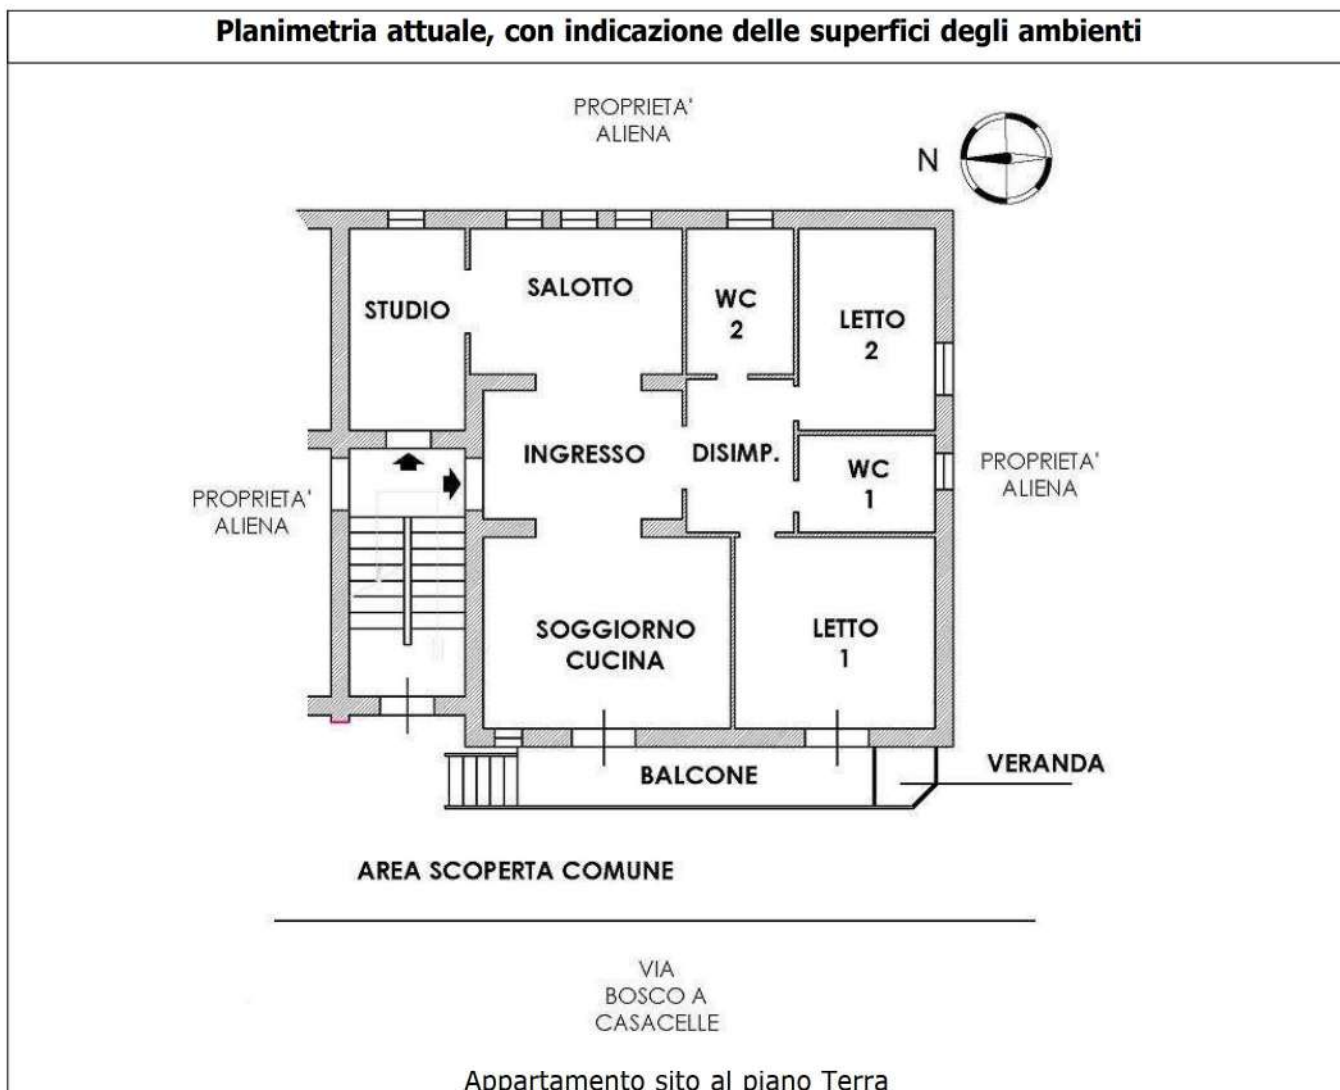 Planimetria attuale, con indicazione delle superfici degli ambienti
PROPRIETA'
ALIENA
N
STUDIO
SALOTTO
WC
2
LETTO
2
INGRESSO
DISIMP.
WC
1
PROPRIETA'
ALIENA
PROPRIETA'
ALIENA
SOGGIORNO
CUCINA
LETTO
1
BALCONE
VERANDA
AREA SCOPERTA COMUNE
VIA
BOSCO A
CASACELLE
Appartamento sito al piano Terra